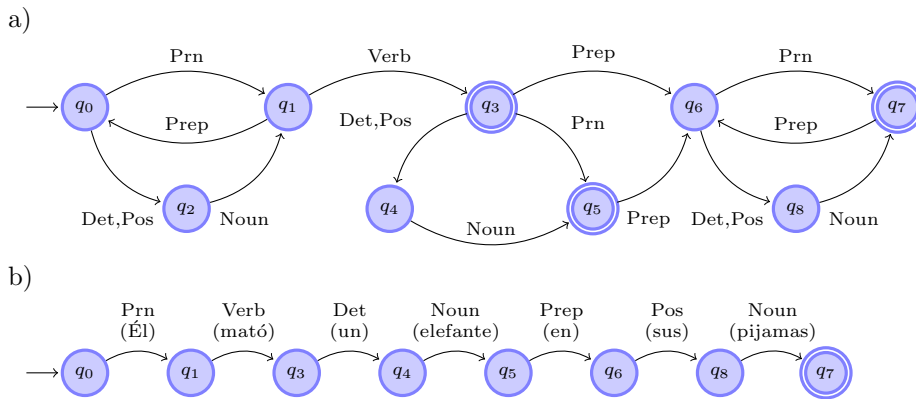 a)
Prn Verb Prep Prn
q0 Prep q1 Det,Pos q3 Prn q6 Prep q7
Det,Pos q2 Noun q4 Noun q5 Prep Det,Pos q8 Noun
b)
Prn Verb Det Noun Prep Pos Noun
(Él) (mató) (un) (elefante) (en) (sus) (pijamas)
q0 q1 q3 q4 q5 q6 q8 q7